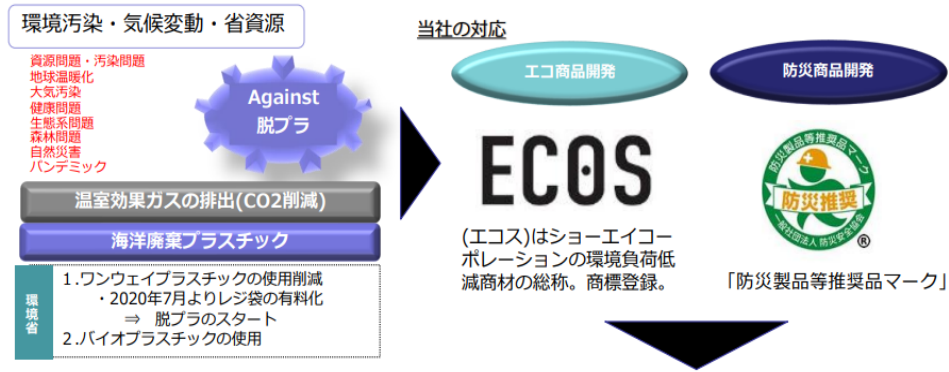 環境汚染・気候変動・省資源
資源問題・汚染問題
地球温暖化
大気汚染
健康問題
生態系問題
森林問題
自然災害
パンデミック
Against
脱プラ
温室効果ガスの排出(CO2削減)
海洋廃棄プラスチック
環境省
1.ワンウェイプラスチックの使用削減
・2020年7月よりレジ袋の有料化
⇒ 脱プラのスタート
2.バイオプラスチックの使用
当社の対応
エコ商品開発
ECOS
(エコス)はショーエイコー
ポレーションの環境負荷低
減商材の総称。商標登録。
防災商品開発
防災製品等推奨品マーク
防災推奨
一般社団法人 防災安全協会
®
「防災製品等推奨品マーク」